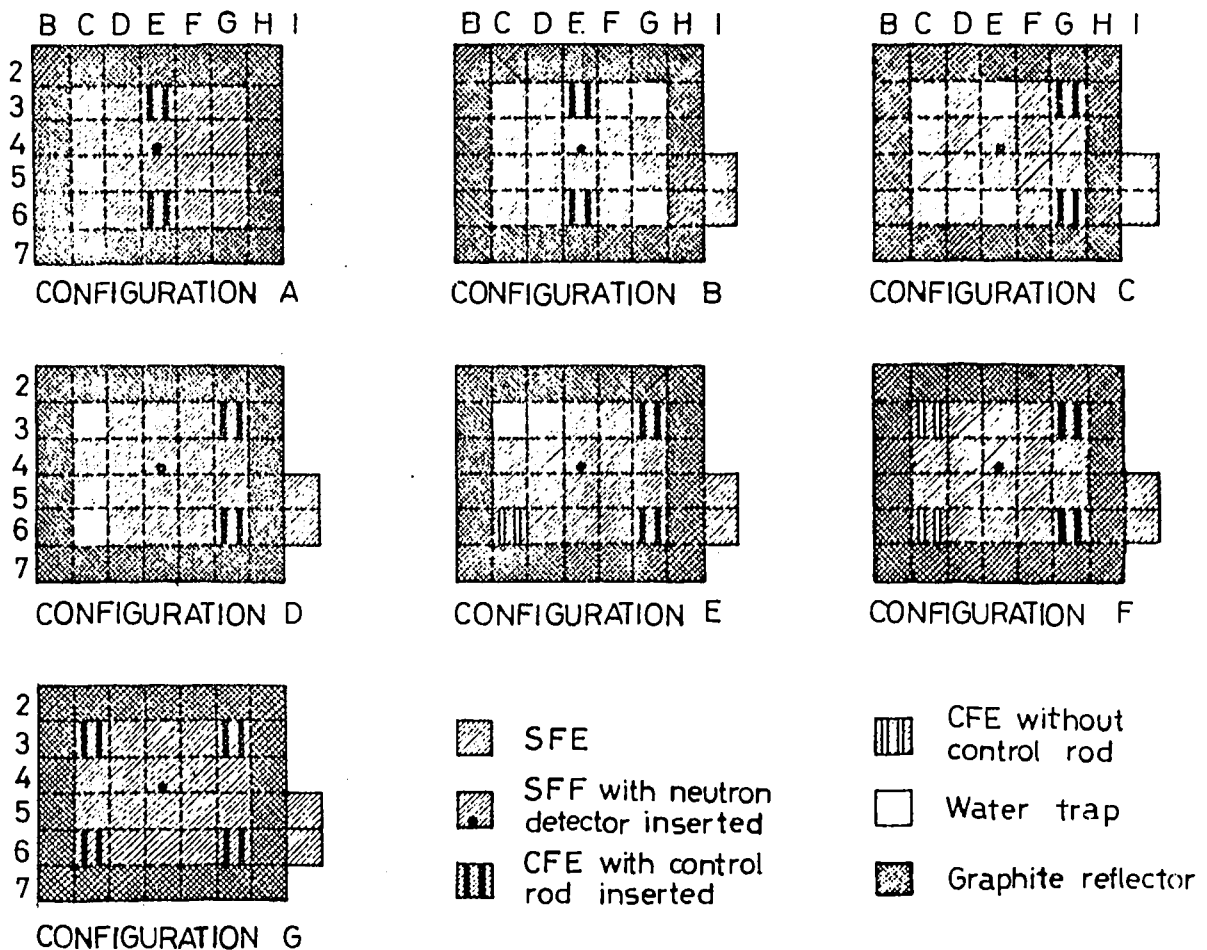 B C D E F G H I
B C D E F G H I
B C D E F G H I
2
3
4
5
6
7
CONFIGURATION A
CONFIGURATION B
CONFIGURATION C
2
3
4
5
6
7
CONFIGURATION D
CONFIGURATION E
CONFIGURATION F
2
3
4
5
6
7
CONFIGURATION G
SFE
SFF with neutron
detector inserted
CFE with control
rod inserted
CFE without
control rod
Water trap
Graphite reflector